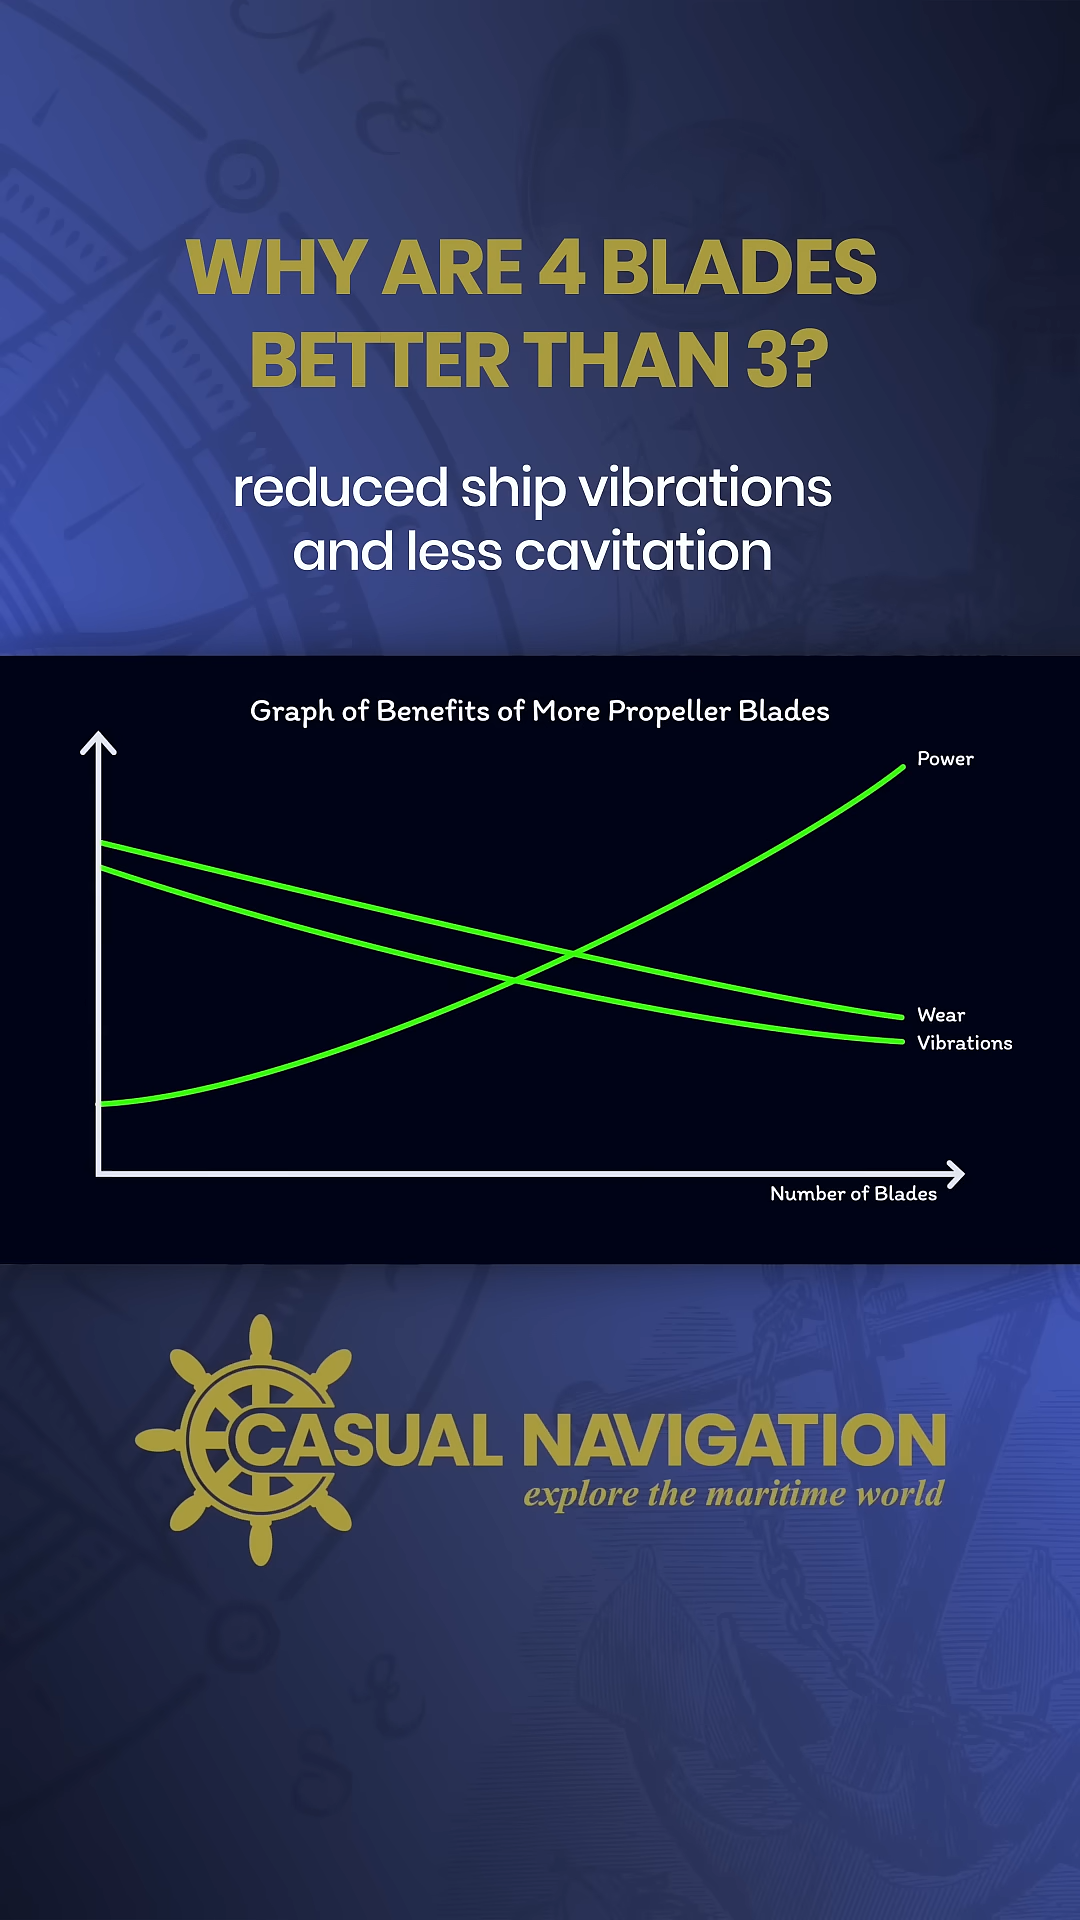 N
E
WHY ARE 4 BLADES
BETTER THAN 3?
reduced ship vibrations
and less cavitation
Graph of Benefits of More Propeller Blades
Power
Wear
Vibrations
Number of Blades
CASUAL NAVIGATION
explore the maritime world
E
S